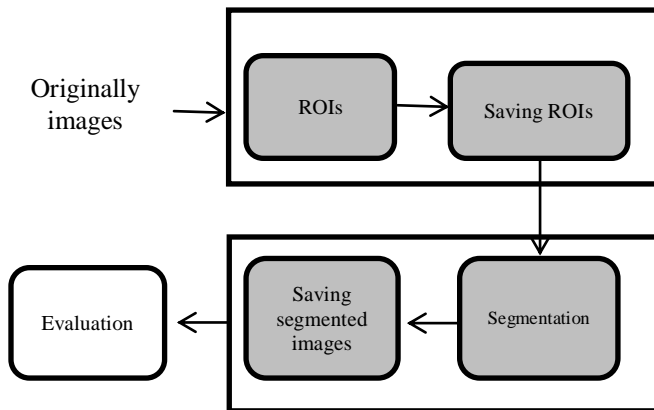 Originally
images
ROIs
Saving ROIs
Evaluation
Saving
segmented
images
Segmentation